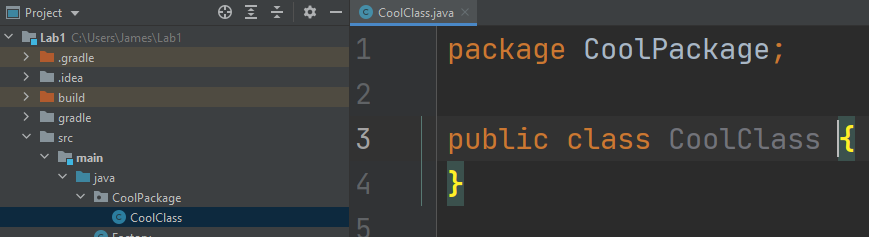 Project
Lab1 C:\Users\James\Lab1
.gradle
.idea
build
gradle
src
main
java
CoolPackage
CoolClass
Factory
CoolClass.java
1 package CoolPackage;
2
3 public class CoolClass {
4 }
5